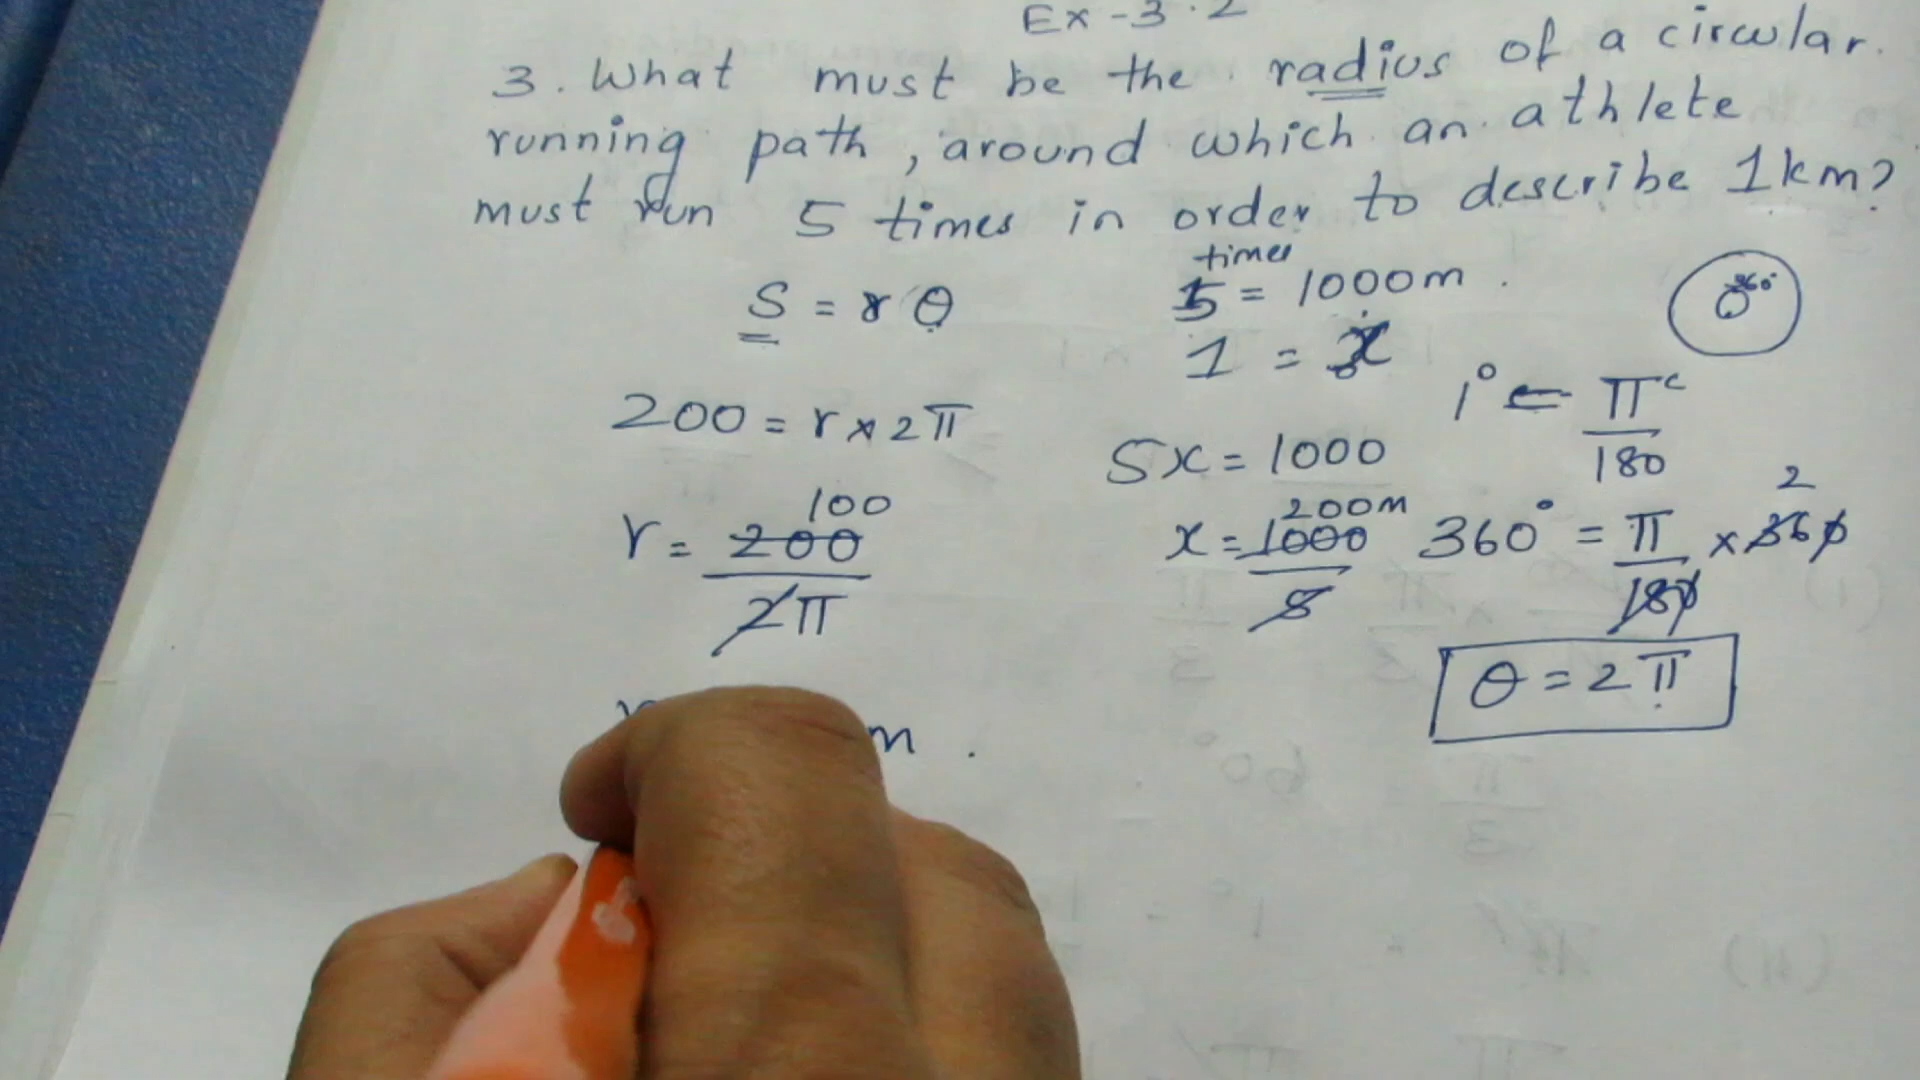 Ex-3.2
3. What must be the radius of a circular
running path, around which an athlete
must run 5 times in order to describe 1km?
S = rθ
200 = r × 2π
100
r = 200
2π
m.
times
5 = 1000m.
1 = x
5x = 1000
200m
x = 1000
5
360°
1° = π^c
180
2
360° = π × 360
180
θ = 2π